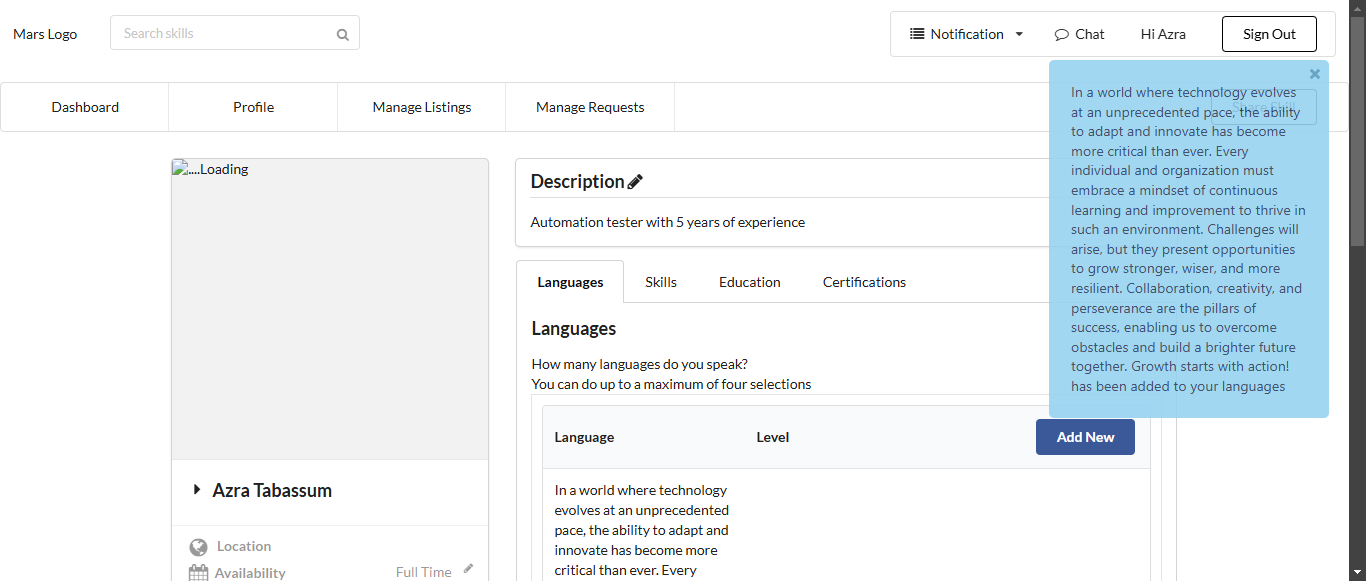 Mars Logo
Search skills
Notification
Chat
Hi Azra
Sign Out
Dashboard
Profile
Manage Listings
Manage Requests
Share Skill
In a world where technology evolves
at an unprecedented pace, the ability
to adapt and innovate has become
more critical than ever. Every
individual and organization must
embrace a mindset of continuous
learning and improvement to thrive in
such an environment. Challenges will
arise, but they present opportunities
to grow stronger, wiser, and more
resilient. Collaboration, creativity, and
perseverance are the pillars of
success, enabling us to overcome
obstacles and build a brighter future
together. Growth starts with action!
has been added to your languages
....Loading
Azra Tabassum
Location
Availability
Full Time
Description
Automation tester with 5 years of experience
Languages
Skills
Education
Certifications
Languages
How many languages do you speak?
You can do up to a maximum of four selections
Language
Level
Add New
In a world where technology
evolves at an unprecedented
pace, the ability to adapt and
innovate has become more
critical than ever. Every